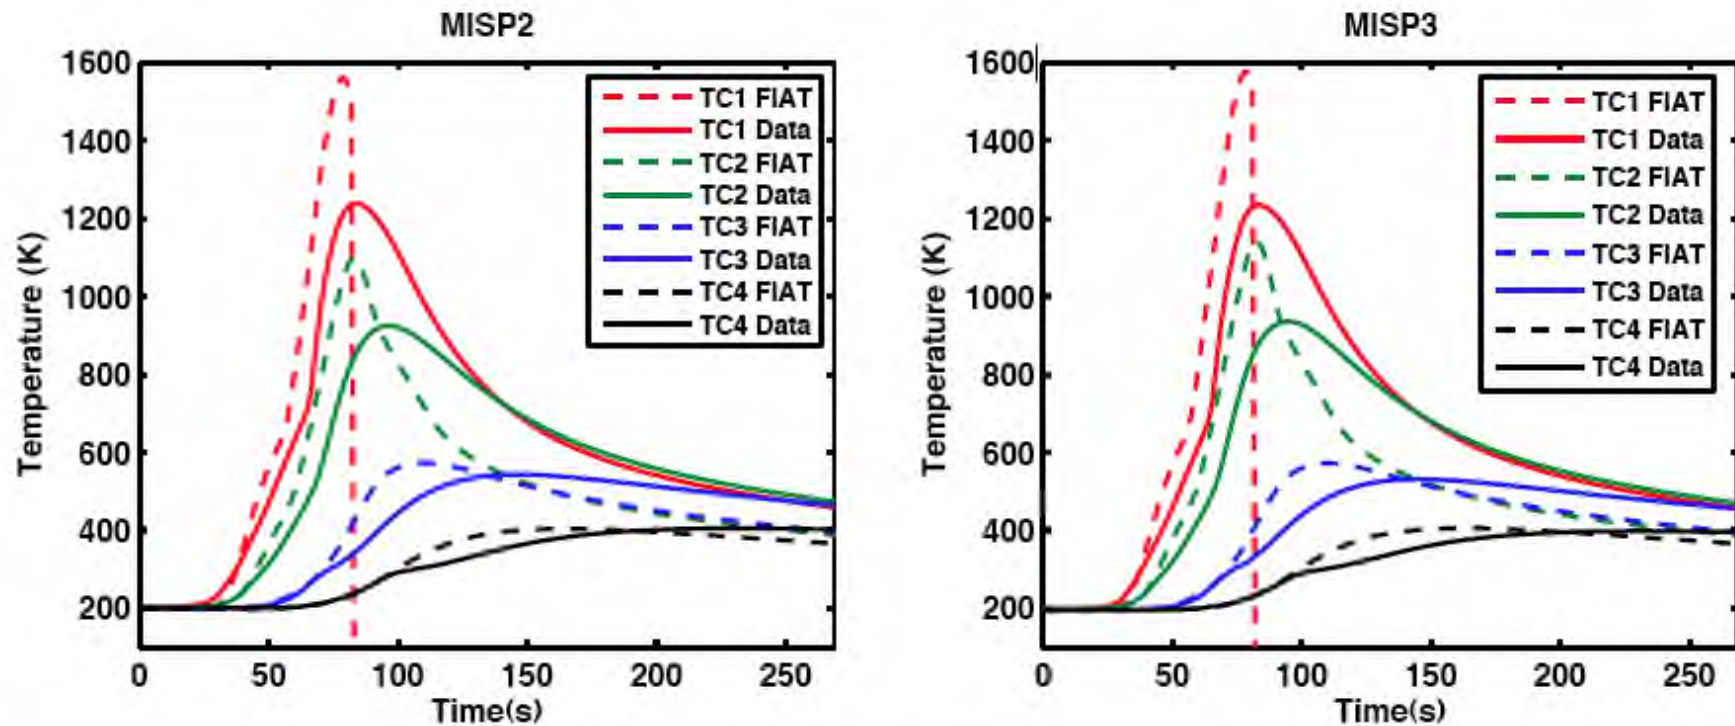 MISP2
1600
1400
1200
1000
800
600
400
200
Temperature (K)
TC1 FIAT
TC1 Data
TC2 FIAT
TC2 Data
TC3 FIAT
TC3 Data
TC4 FIAT
TC4 Data
0 50 100 150 200 250
Time(s)
MISP3
1600
1400
1200
1000
800
600
400
200
Temperature (K)
TC1 FIAT
TC1 Data
TC2 FIAT
TC2 Data
TC3 FIAT
TC3 Data
TC4 FIAT
TC4 Data
0 50 100 150 200 250
Time(s)